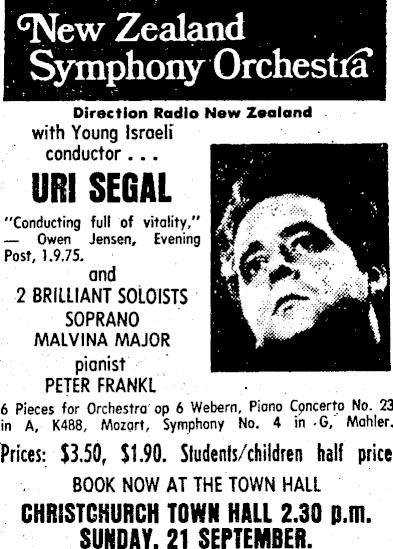 New Zealand
Symphony Orchestra
Direction Radio New Zealand
with Young Israeli
conductor . . .
URI SEGAL
"Conducting full of vitality,"
— Owen Jensen, Evening
Post, 1.9.75.
and
2 BRILLIANT SOLOISTS
SOPRANO
MALVINA MAJOR
pianist
PETER FRANKL
6 Pieces for Orchestra op 6 Webern, Piano Concerto No. 23
in A, K488, Mozart, Symphony No. 4 in G, Mahler.
Prices: $3.50, $1.90. Students/children half price
BOOK NOW AT THE TOWN HALL
CHRISTCHURCH TOWN HALL 2.30 p.m.
SUNDAY, 21 SEPTEMBER.